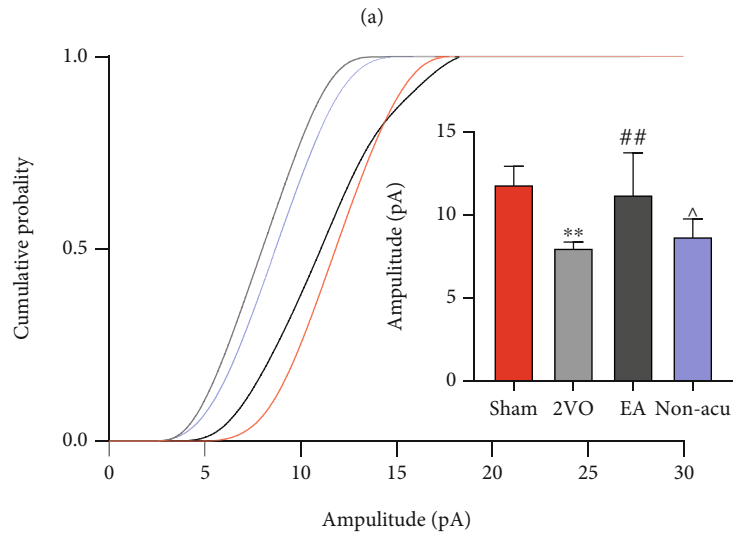 (a)
1.0
0.5
0.0
0 5 10 15 20 25 30
Cumulative probality
Ampulitude (pA)
15
10
5
0
Ampulitude (pA)
** ## ^
Sham 2VO EA Non-acu